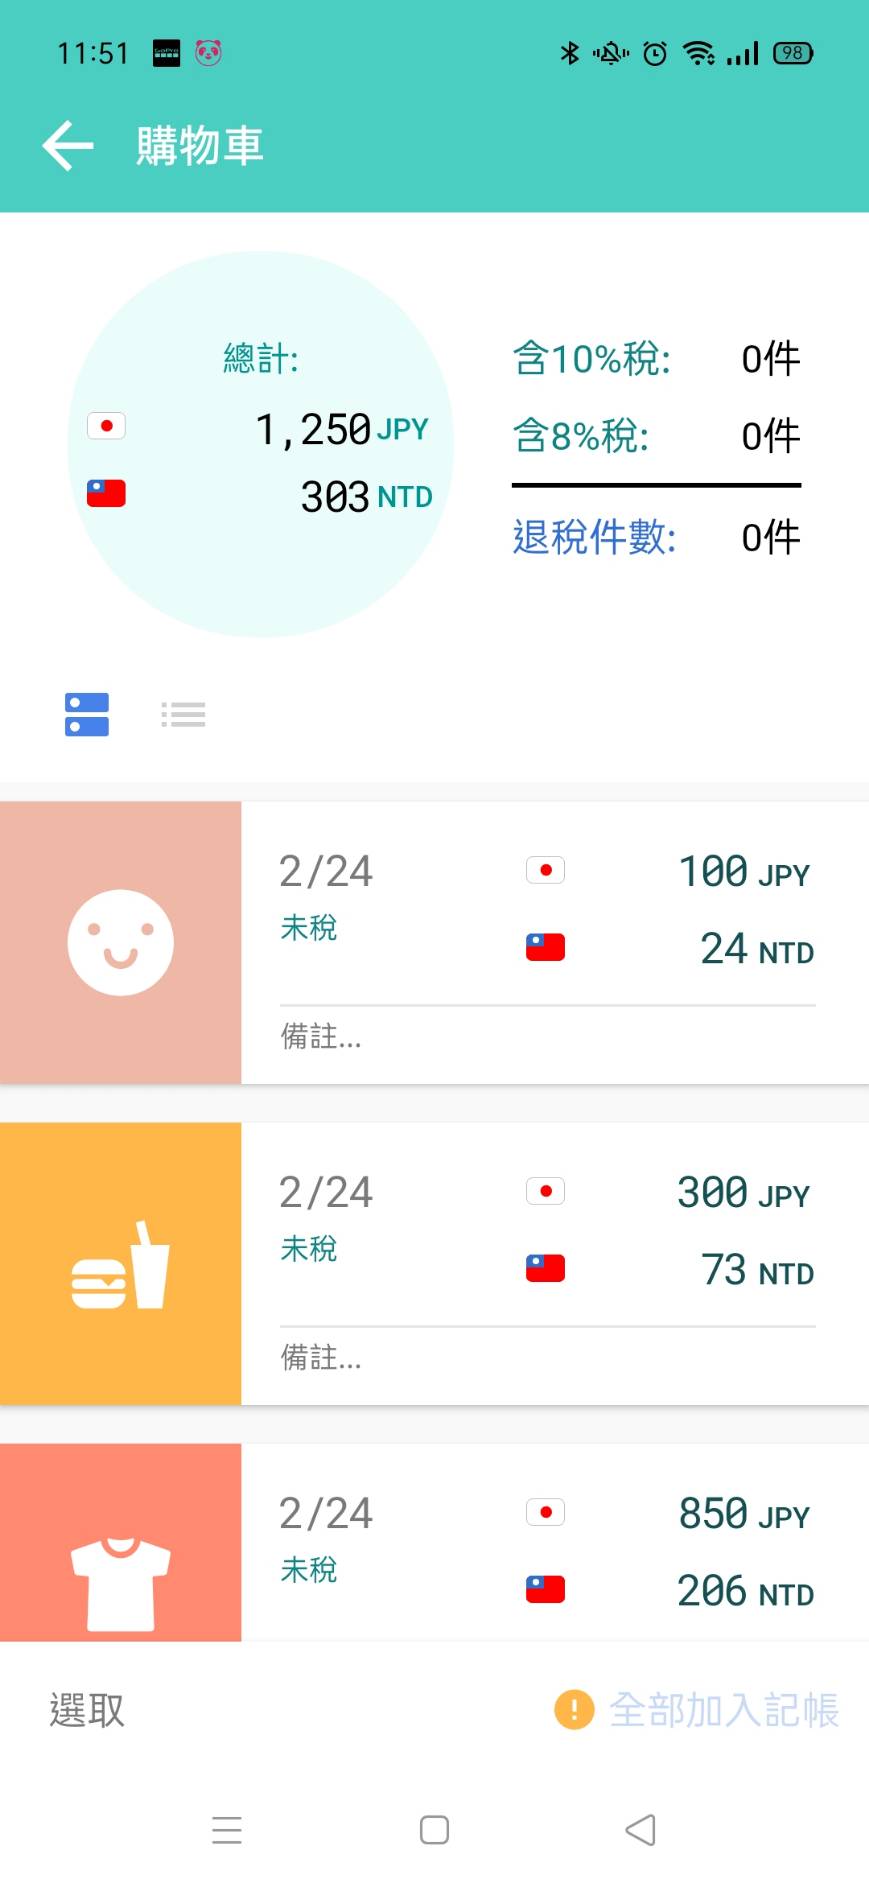 11:51
98
購物車
總計:
1,250 JPY
303 NTD
含10%稅: 0件
含8%稅: 0件
退稅件數: 0件
2/24 100 JPY
未稅
24 NTD
備註...
2/24 300 JPY
未稅
73 NTD
備註...
2/24 850 JPY
未稅
206 NTD
選取 ! 全部加入記帳